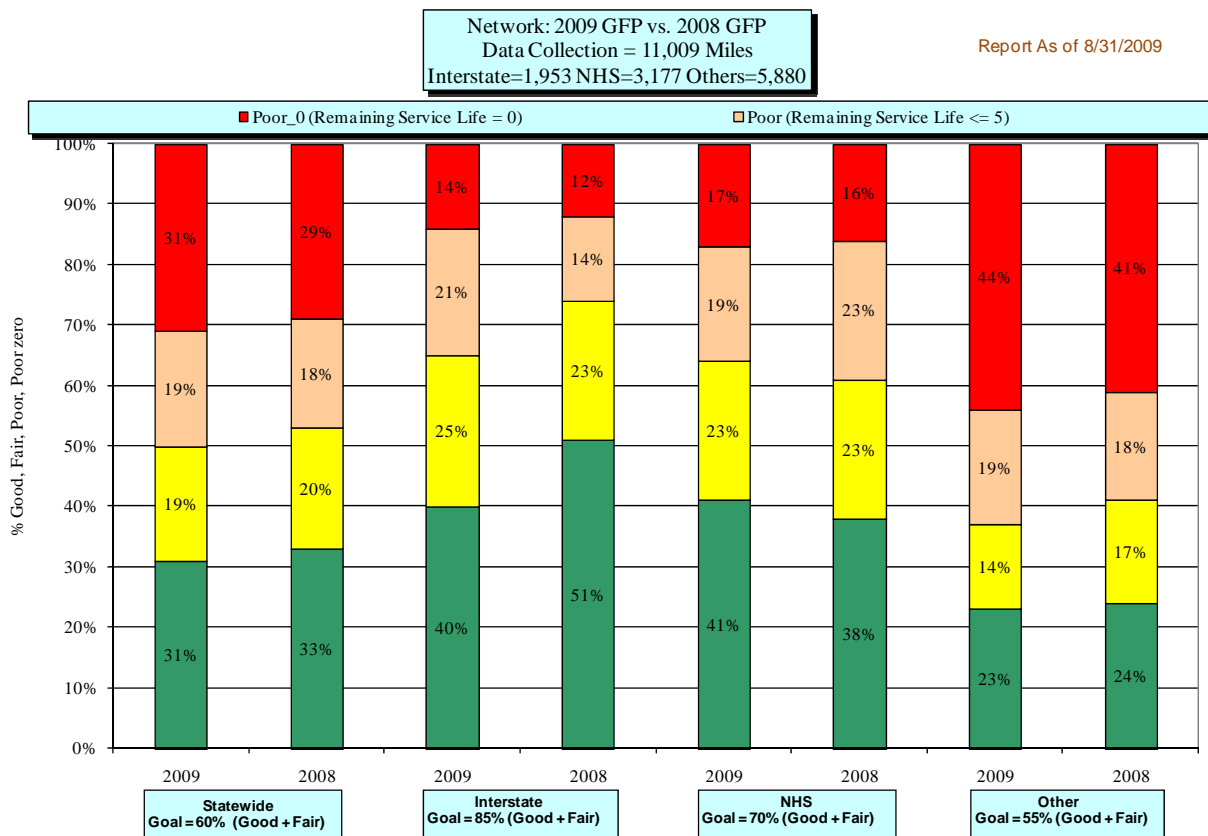 Network: 2009 GFP vs. 2008 GFP
Data Collection = 11,009 Miles
Interstate=1,953 NHS=3,177 Others=5,880
Report As of 8/31/2009
Poor_0 (Remaining Service Life = 0)
Poor (Remaining Service Life <= 5)
% Good, Fair, Poor, Poor zero
100%
90%
80%
70%
60%
50%
40%
30%
20%
10%
0%
31%
19%
19%
31%
29%
18%
20%
33%
14%
21%
25%
40%
12%
14%
23%
51%
17%
19%
23%
41%
16%
23%
23%
38%
44%
19%
14%
23%
41%
18%
17%
24%
2009 2008 2009 2008 2009 2008 2009 2008
Statewide
Goal = 60% (Good + Fair)
Interstate
Goal = 85% (Good + Fair)
NHS
Goal = 70% (Good + Fair)
Other
Goal = 55% (Good + Fair)